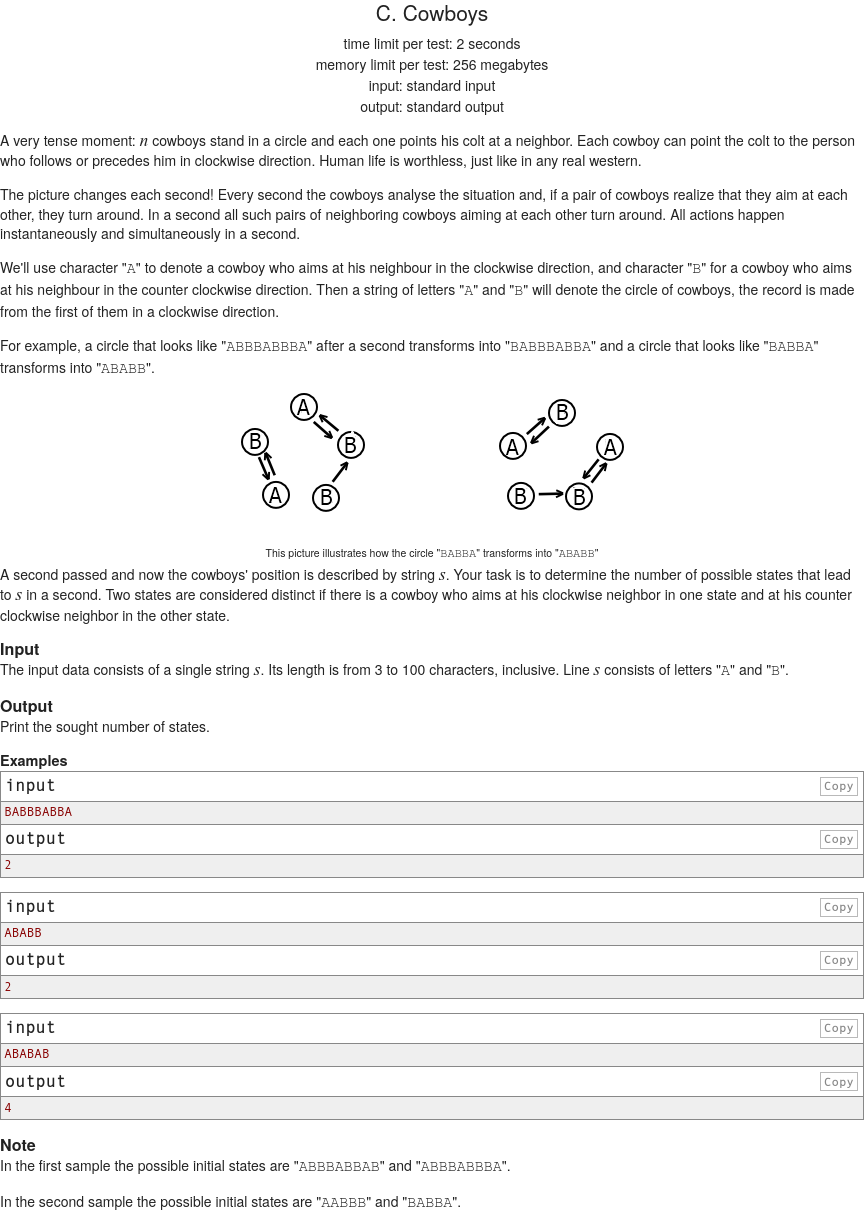 C. Cowboys
time limit per test: 2 seconds
memory limit per test: 256 megabytes
input: standard input
output: standard output
A very tense moment: n cowboys stand in a circle and each one points his colt at a neighbor. Each cowboy can point the colt to the person
who follows or precedes him in clockwise direction. Human life is worthless, just like in any real western.
The picture changes each second! Every second the cowboys analyse the situation and, if a pair of cowboys realize that they aim at each
other, they turn around. In a second all such pairs of neighboring cowboys aiming at each other turn around. All actions happen
instantaneously and simultaneously in a second.
We'll use character "A" to denote a cowboy who aims at his neighbour in the clockwise direction, and character "B" for a cowboy who aims
at his neighbour in the counter clockwise direction. Then a string of letters "A" and "B" will denote the circle of cowboys, the record is made
from the first of them in a clockwise direction.
For example, a circle that looks like "ABBBABBBA" after a second transforms into "BABBBABBA" and a circle that looks like "BABBA"
transforms into "ABABB".
A B
B B A A
A B B B
This picture illustrates how the circle "BABBA" transforms into "ABABB"
A second passed and now the cowboys' position is described by string s. Your task is to determine the number of possible states that lead
to s in a second. Two states are considered distinct if there is a cowboy who aims at his clockwise neighbor in one state and at his counter
clockwise neighbor in the other state.
Input
The input data consists of a single string s. Its length is from 3 to 100 characters, inclusive. Line s consists of letters "A" and "B".
Output
Print the sought number of states.
Examples
input Copy
BABBBABBA
output Copy
2
input Copy
ABABB
output Copy
2
input Copy
ABABAB
output Copy
4
Note
In the first sample the possible initial states are "ABBBABBAB" and "ABBBABBBA".
In the second sample the possible initial states are "AABBB" and "BABBA".